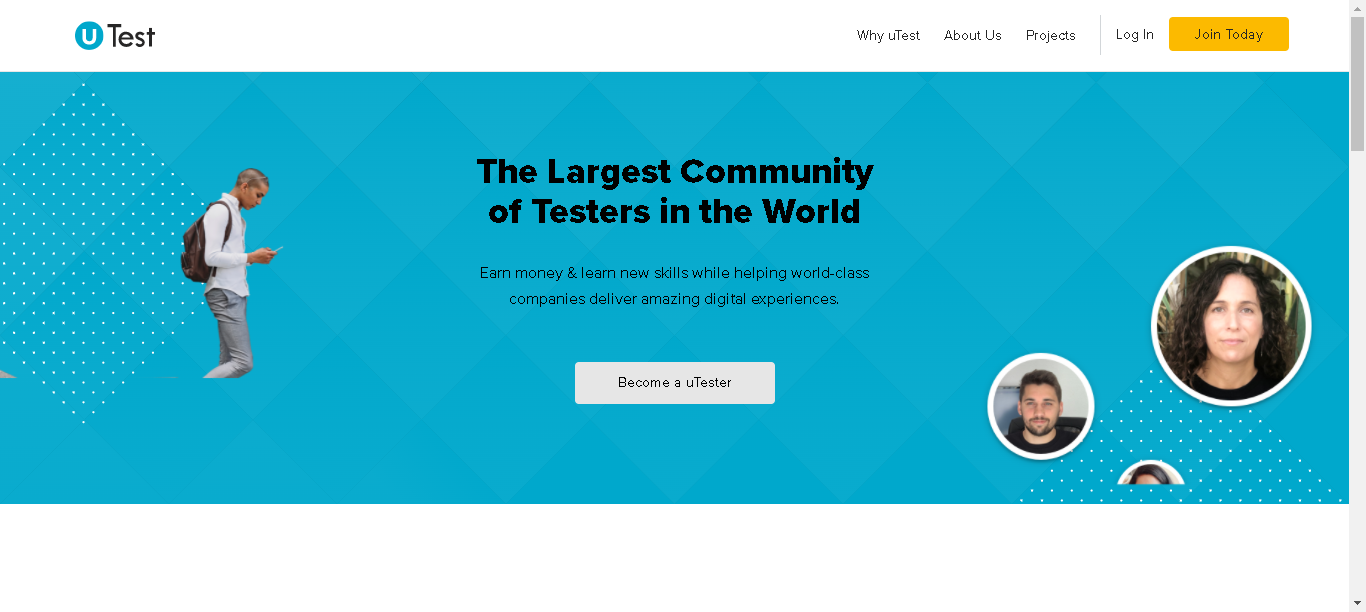 uTest
Why uTest
About Us
Projects
Log In
Join Today
The Largest Community
of Testers in the World
Earn money & learn new skills while helping world-class
companies deliver amazing digital experiences.
Become a uTester